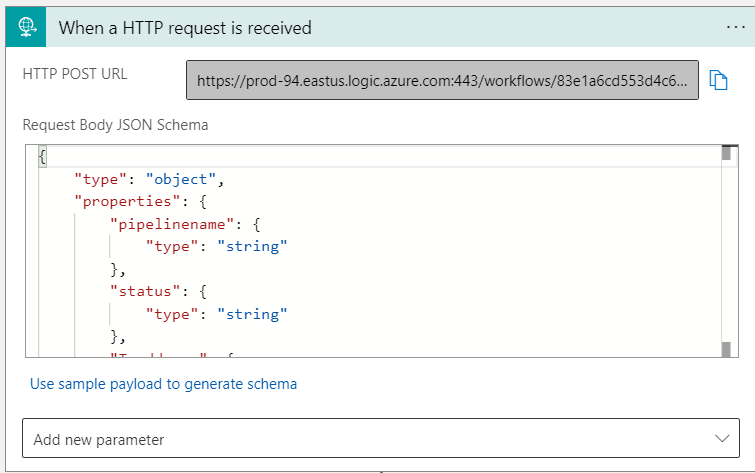 When a HTTP request is received
HTTP POST URL
https://prod-94.eastus.logic.azure.com:443/workflows/83e1a6cd553d4c6...
Request Body JSON Schema
{
"type": "object",
"properties": {
"pipelinename": {
"type": "string"
},
"status": {
"type": "string"
},
Use sample payload to generate schema
Add new parameter